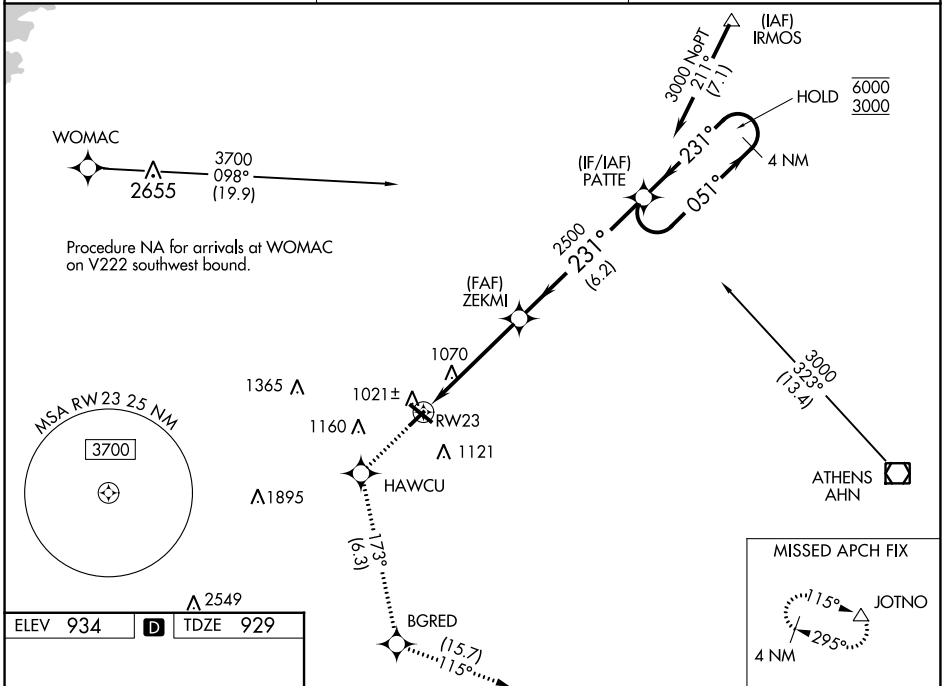 (IAF)
IRMOS
3000 NoPT
211°
(7.1)
HOLD
6000
3000
WOMAC
2655
3700
098°
(19.9)
231°
4 NM
051°
(IF/IAF)
PATTE
Procedure NA for arrivals at WOMAC
on V222 southwest bound.
2500
231°
(6.2)
(FAF)
ZEKMI
1070
1365
1021±
RW23
3000
323°
(13.4)
MSA RW 23 25 NM
3700
1160
1121
HAWCU
ATHENS
AHN
1895
173°
(6.3)
MISSED APCH FIX
115°
JOTNO
295°
4 NM
2549
BGRED
(15.7)
115°
ELEV 934
D
TDZE 929